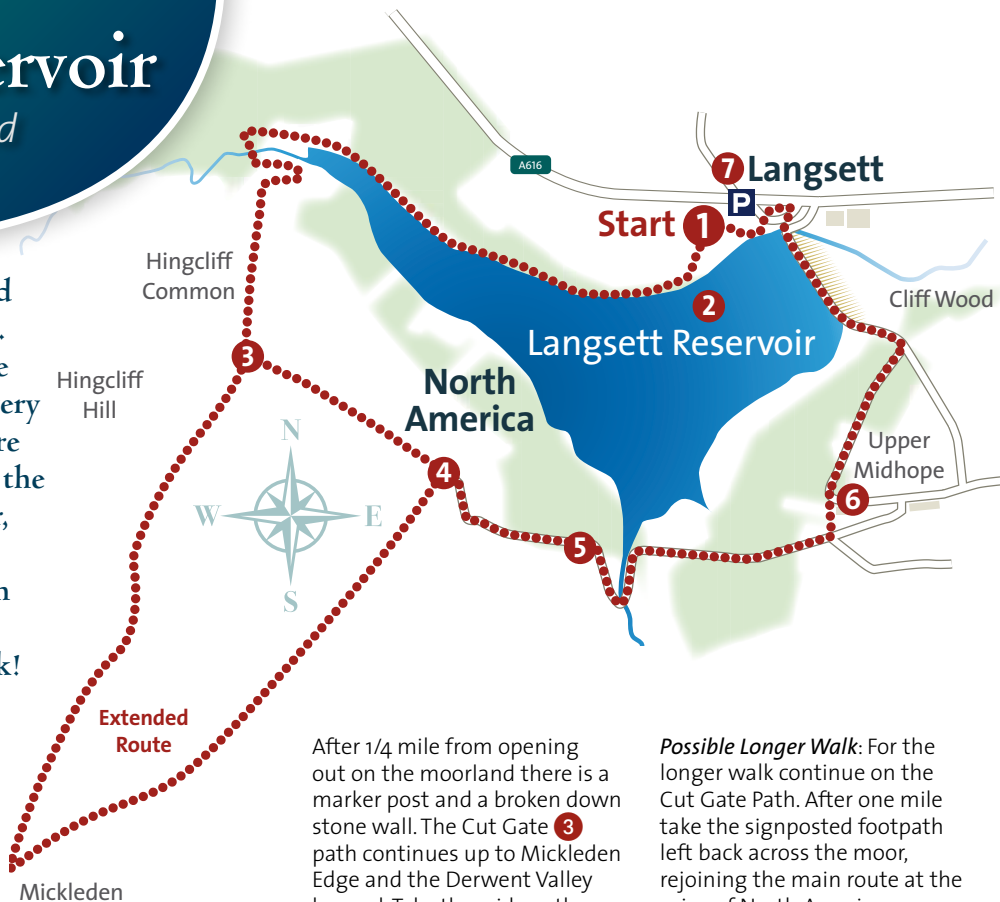 ervoir
d
d
.
e
ery
re
the
,
n
k!
A616
7 Langsett
P
Start 1
2
Langsett Reservoir
Cliff Wood
Hingcliff
Common
3
Hingcliff
Hill
North
America
4
N
W E
S
5
Upper
Midhope
6
Extended
Route
Mickleden
After 1/4 mile from opening
out on the moorland there is a
marker post and a broken down
stone wall. The Cut Gate 3
path continues up to Mickleden
Edge and the Derwent Valley
Possible Longer Walk: For the
longer walk continue on the
Cut Gate Path. After one mile
take the signposted footpath
left back across the moor,
rejoining the main route at the